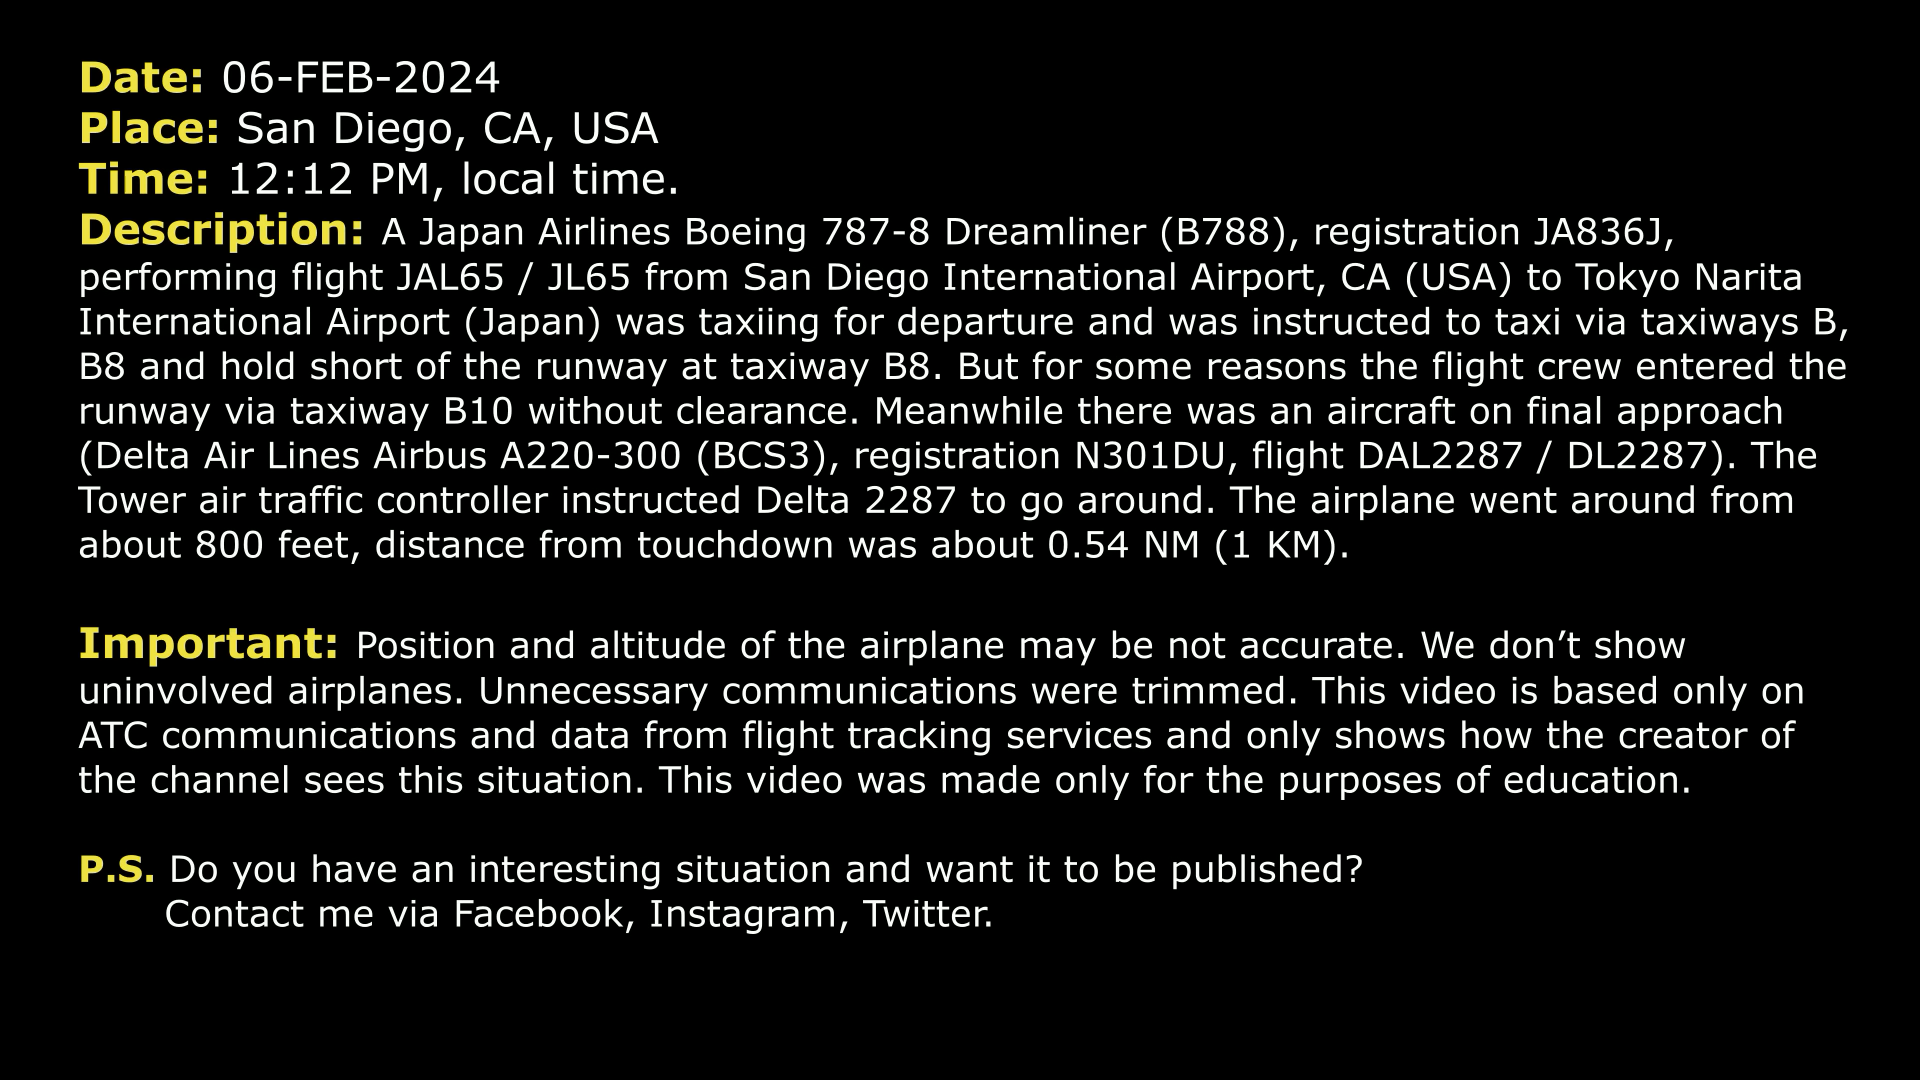 Date: 06-FEB-2024
Place: San Diego, CA, USA
Time: 12:12 PM, local time.
Description: A Japan Airlines Boeing 787-8 Dreamliner (B788), registration JA836J,
performing flight JAL65 / JL65 from San Diego International Airport, CA (USA) to Tokyo Narita
International Airport (Japan) was taxiing for departure and was instructed to taxi via taxiways B,
B8 and hold short of the runway at taxiway B8. But for some reasons the flight crew entered the
runway via taxiway B10 without clearance. Meanwhile there was an aircraft on final approach
(Delta Air Lines Airbus A220-300 (BCS3), registration N301DU, flight DAL2287 / DL2287). The
Tower air traffic controller instructed Delta 2287 to go around. The airplane went around from
about 800 feet, distance from touchdown was about 0.54 NM (1 KM).
Important: Position and altitude of the airplane may be not accurate. We don’t show
uninvolved airplanes. Unnecessary communications were trimmed. This video is based only on
ATC communications and data from flight tracking services and only shows how the creator of
the channel sees this situation. This video was made only for the purposes of education.
P.S. Do you have an interesting situation and want it to be published?
Contact me via Facebook, Instagram, Twitter.